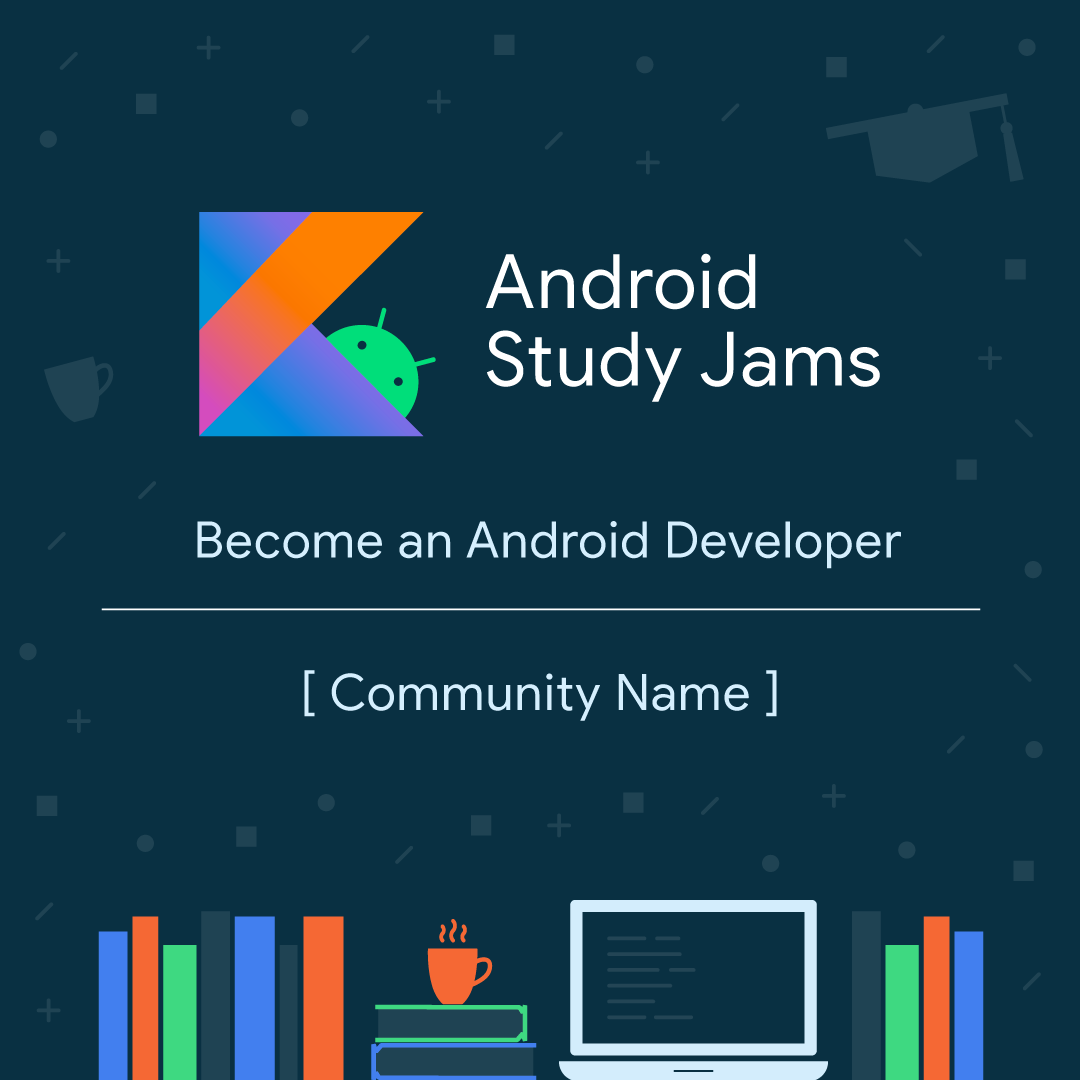 Android
Study Jams
Become an Android Developer
[ Community Name ]